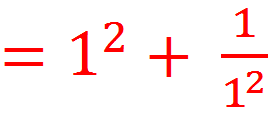 = 1² + 1/1²